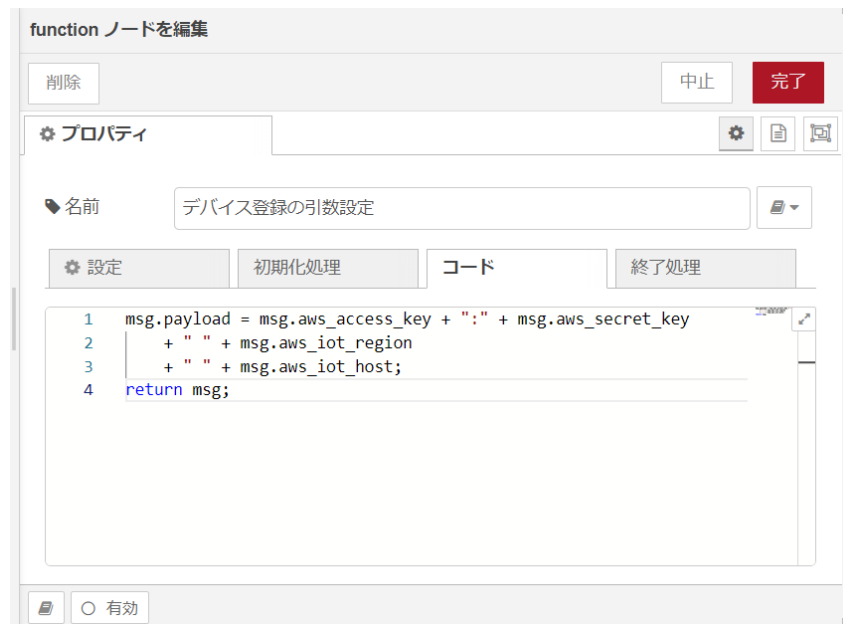 function ノードを編集
削除
中止
完了
プロパティ
名前
デバイス登録の引数設定
設定
初期化処理
コード
終了処理
1 msg.payload = msg.aws_access_key + ":" + msg.aws_secret_key
2 + " " + msg.aws_iot_region
3 + " " + msg.aws_iot_host;
4 return msg;
有効